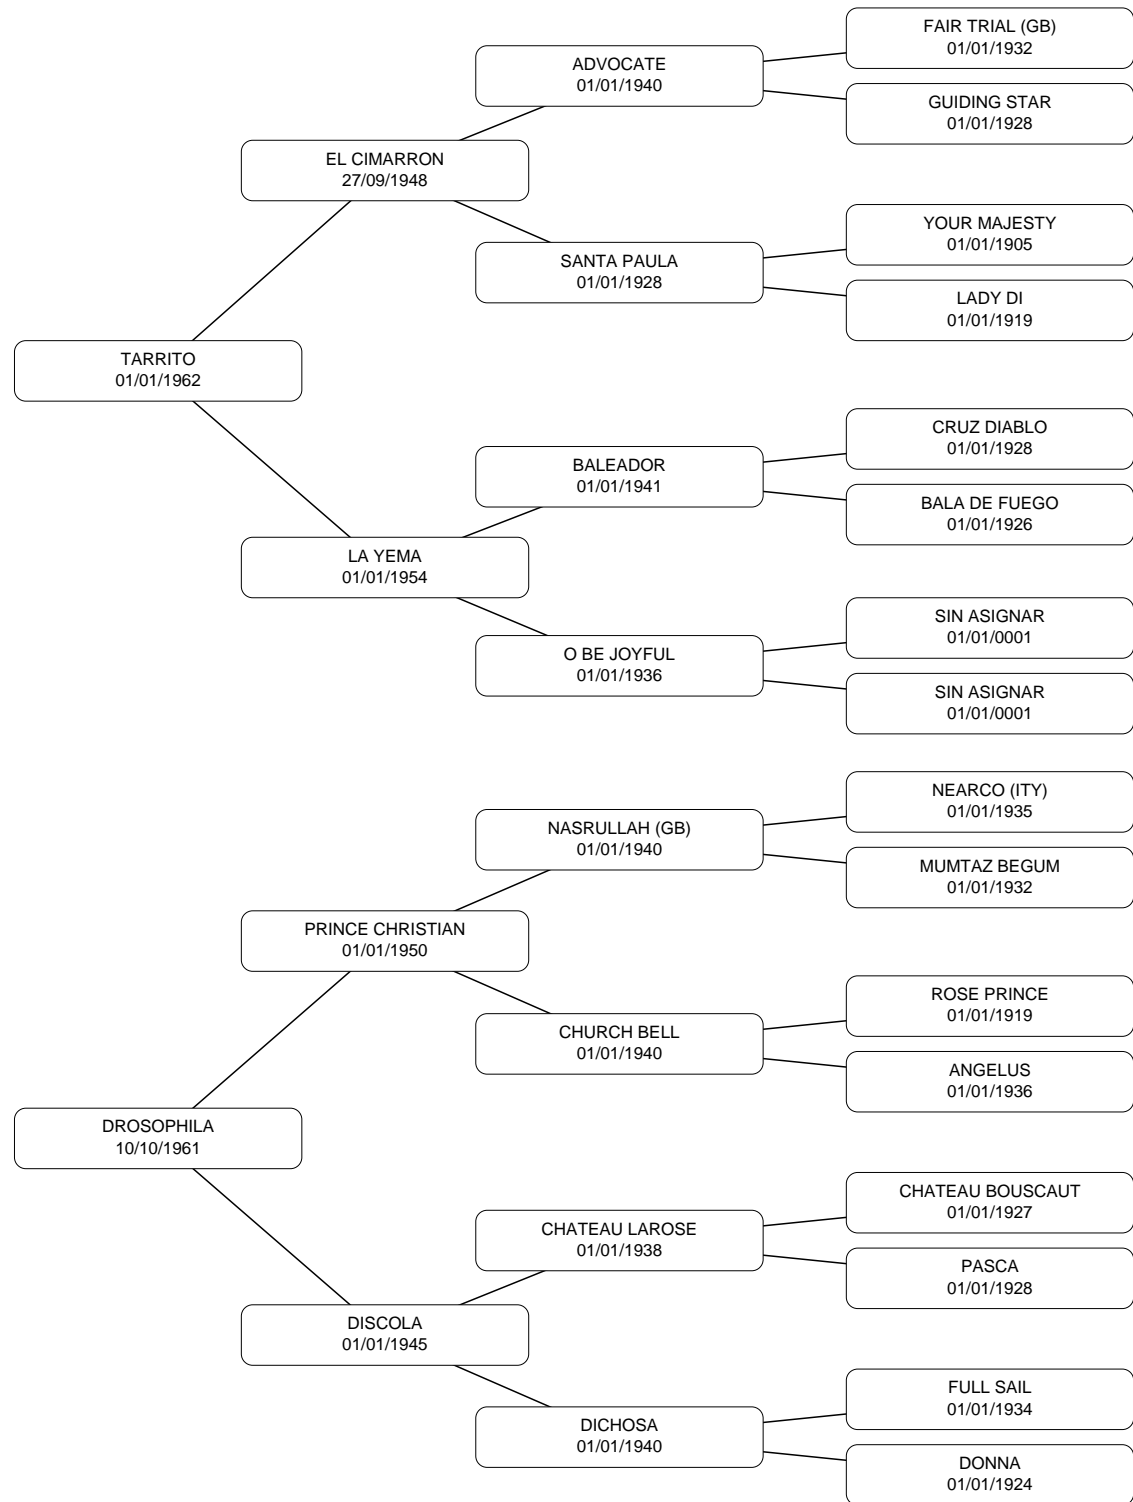 FAIR TRIAL (GB)
01/01/1932
ADVOCATE
01/01/1940
GUIDING STAR
01/01/1928
EL CIMARRON
27/09/1948
YOUR MAJESTY
01/01/1905
SANTA PAULA
01/01/1928
LADY DI
01/01/1919
TARRITO
01/01/1962
CRUZ DIABLO
01/01/1928
BALEADOR
01/01/1941
BALA DE FUEGO
01/01/1926
LA YEMA
01/01/1954
SIN ASIGNAR
01/01/0001
O BE JOYFUL
01/01/1936
SIN ASIGNAR
01/01/0001
NEARCO (ITY)
01/01/1935
NASRULLAH (GB)
01/01/1940
MUMTAZ BEGUM
01/01/1932
PRINCE CHRISTIAN
01/01/1950
ROSE PRINCE
01/01/1919
CHURCH BELL
01/01/1940
ANGELUS
01/01/1936
DROSOPHILA
10/10/1961
CHATEAU BOUSCAUT
01/01/1927
CHATEAU LAROSE
01/01/1938
PASCA
01/01/1928
DISCOLA
01/01/1945
FULL SAIL
01/01/1934
DICHOSA
01/01/1940
DONNA
01/01/1924